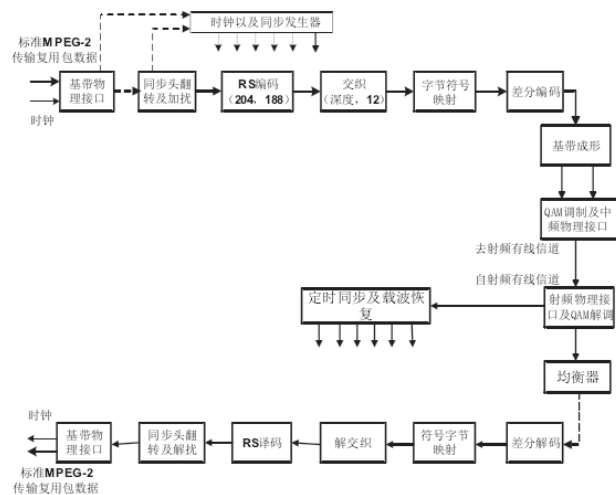 时钟以及同步发生器
标准MPEG-2
传输复用包数据
基带物
理接口
同步头翻
转及加扰
RS编码
（204，188）
交织
（深度，12）
字节符号
映射
差分编码
时钟
基带成形
QAM调制及中
频物理接口
去射频有线信道
自射频有线信道
定时同步及载波恢
复
射频物理接
口及QAM解调
均衡器
时钟
基带物
理接口
同步头翻
转及解扰
RS译码
解交织
符号字节
映射
差分解码
标准MPEG-2
传输复用包数据